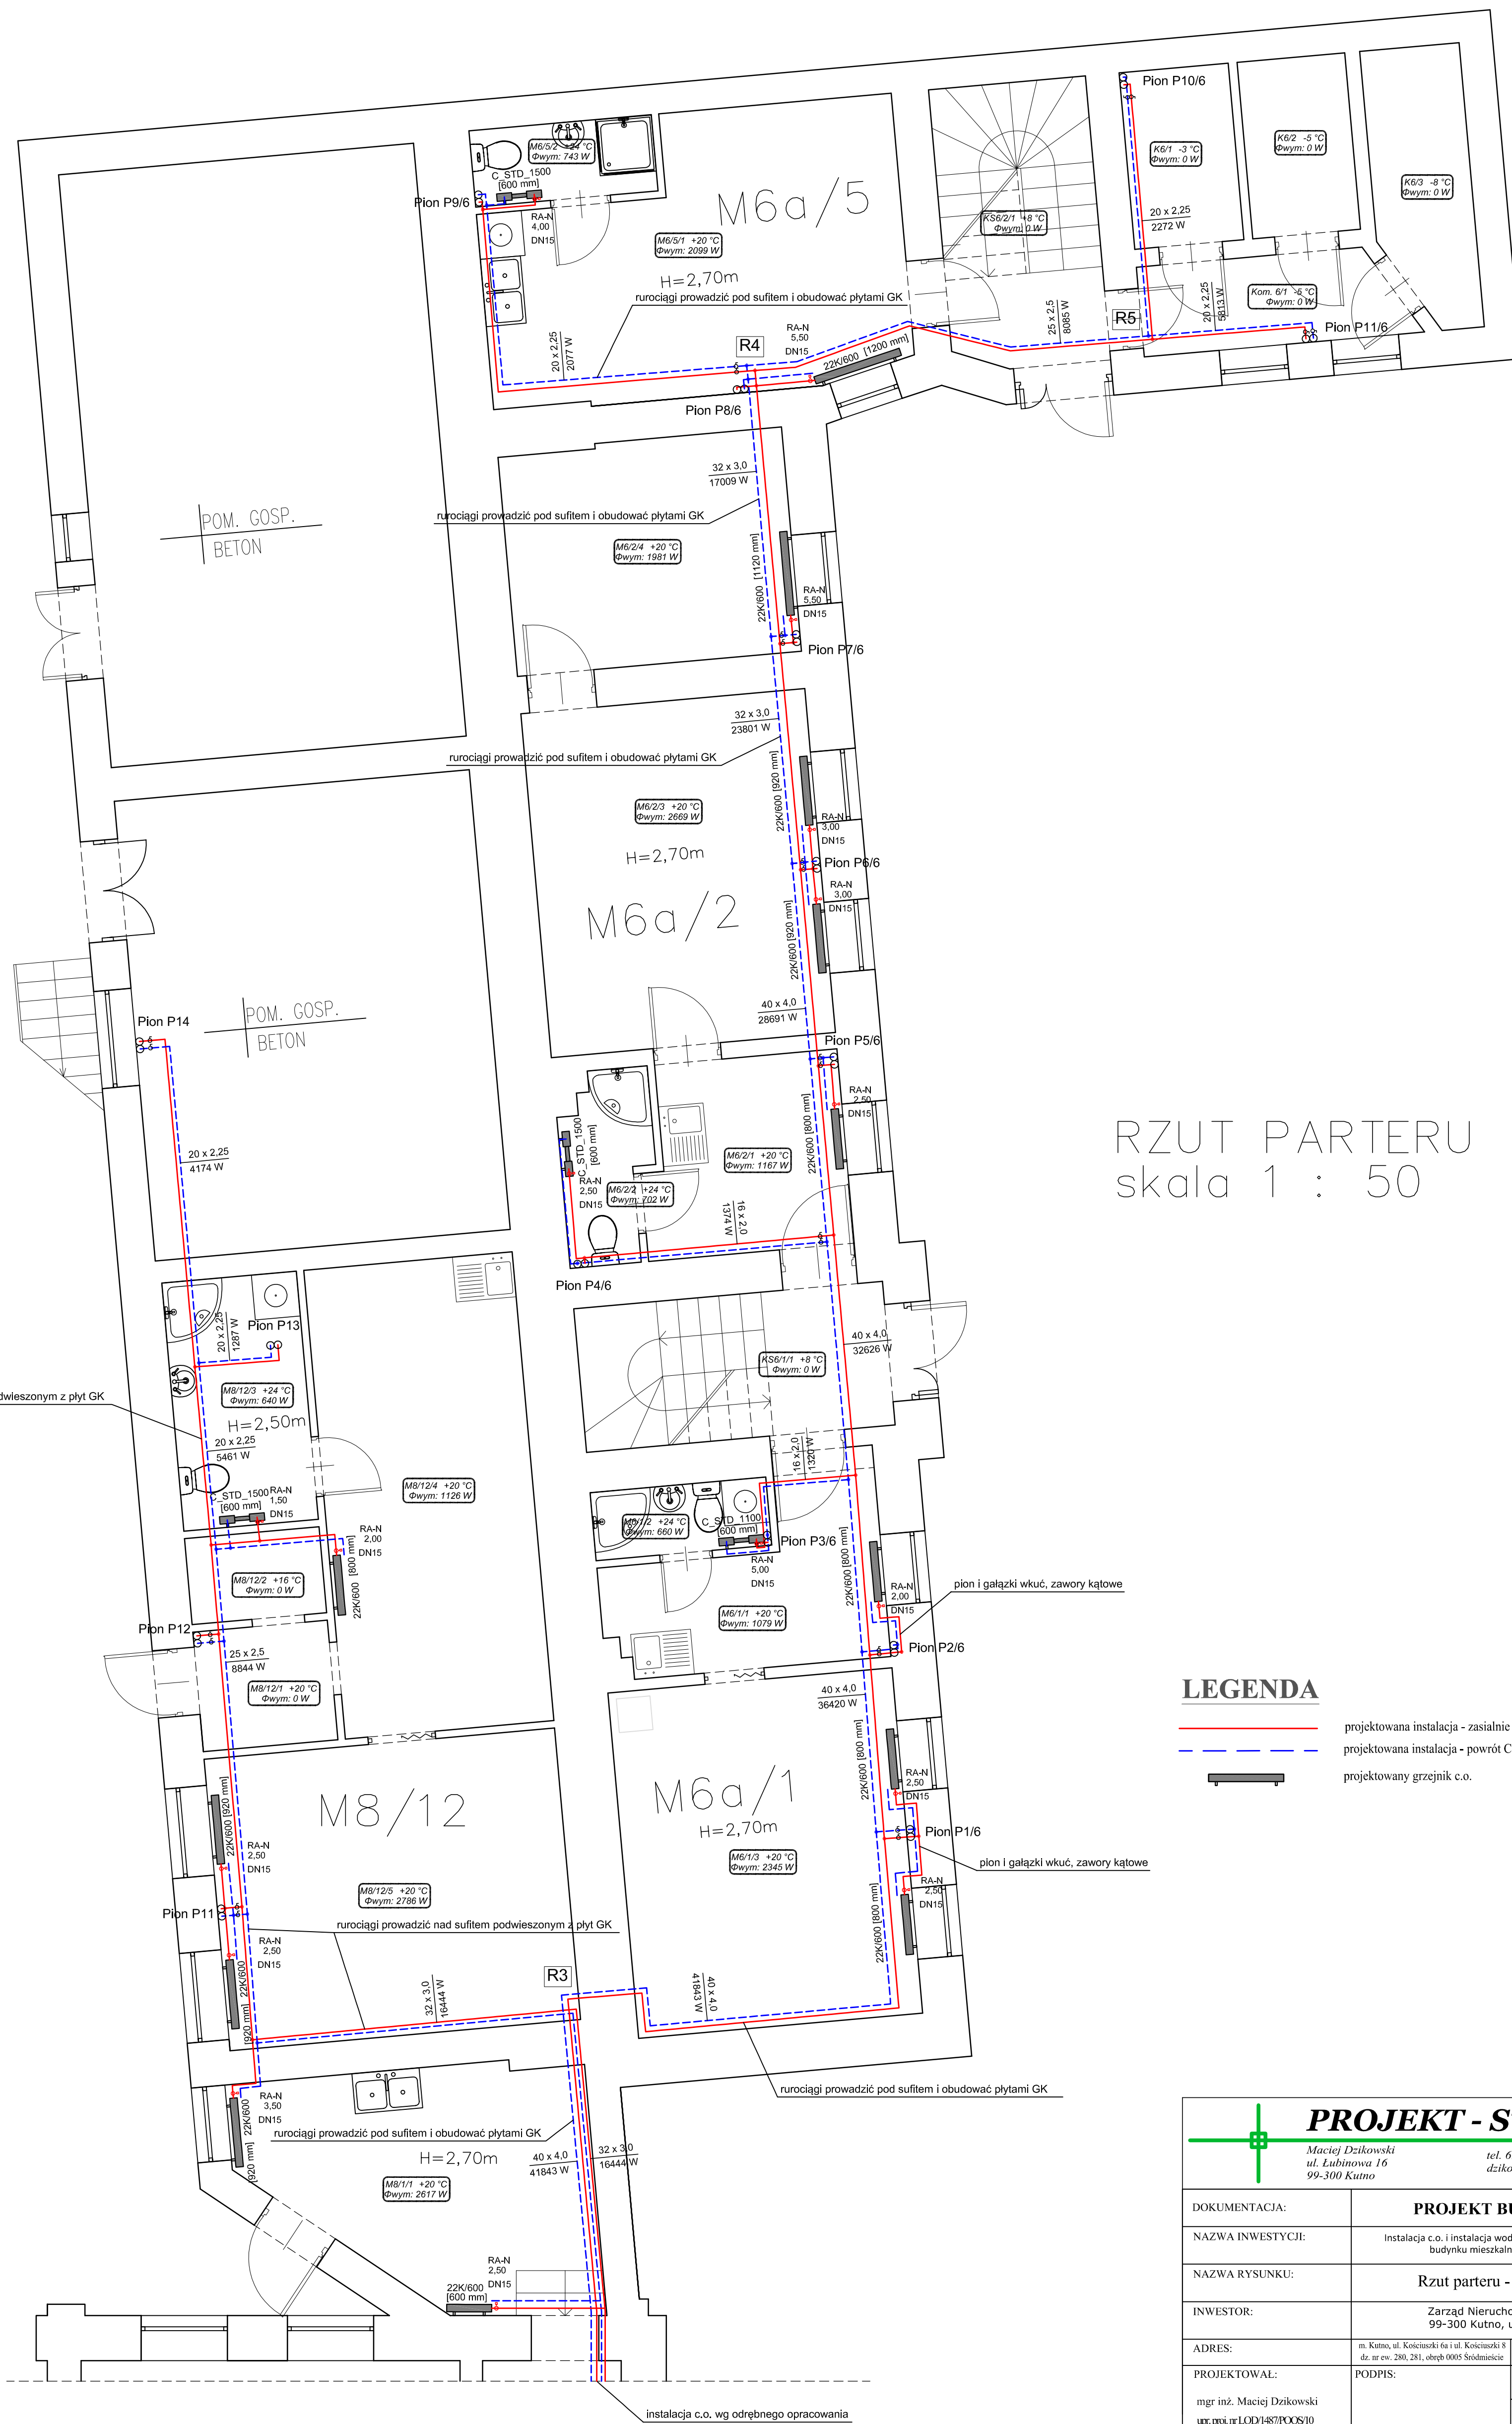 Pion P10/6
K6/1 -3 °C
Φwym: 0 W
K6/2 -5 °C
Φwym: 0 W
K6/3 -8 °C
Φwym: 0 W
M6/5/2 +24 °C
Φwym: 743 W
C_STD_1500
[600 mm]
Pion P9/6
RA-N
4,00
DN15
M6a/5
M6/5/1 +20 °C
Φwym: 2099 W
H=2,70m
rurociągi prowadzić pod sufitem i obudować płytami GK
KS6/2/1 +8 °C
Φwym: 0 W
20 x 2,25
2272 W
Kom. 6/1 -6 °C
Φwym: 0 W
20 x 2,25
5813 W
25 x 2,5
8085 W
R5
Pion P11/6
20 x 2,25
2077 W
R4
RA-N
5,50
DN15
22K/600 [1200 mm]
Pion P8/6
32 x 3,0
17009 W
rurociągi prowadzić pod sufitem i obudować płytami GK
POM. GOSP.
BETON
M6/2/4 +20 °C
Φwym: 1981 W
22K/600 [1120 mm]
RA-N
5,50
DN15
Pion P7/6
32 x 3,0
23801 W
rurociągi prowadzić pod sufitem i obudować płytami GK
M6/2/3 +20 °C
Φwym: 2669 W
H=2,70m
22K/600 [920 mm]
RA-N
3,00
DN15
Pion P6/6
RA-N
3,00
DN15
M6a/2
22K/600 [920 mm]
40 x 4,0
28691 W
POM. GOSP.
BETON
Pion P14
Pion P5/6
RA-N
2,50
DN15
22K/600 [800 mm]
C_STD_1500
[600 mm]
RA-N
2,50
DN15
M6/2/1 +20 °C
Φwym: 1167 W
M6/2/2 +24 °C
Φwym: 702 W
RZUT PARTERU
skala 1 : 50
20 x 2,25
4174 W
16 x 2,0
1374 W
Pion P4/6
20 x 2,25
1287 W
Pion P13
40 x 4,0
32626 W
KS6/1/1 +8 °C
Φwym: 0 W
dwieszonym z płyt GK
M8/12/3 +24 °C
Φwym: 640 W
H=2,50m
20 x 2,25
5461 W
16 x 2,0
1320 W
C_STD_1500
[600 mm]
RA-N
1,50
DN15
M8/12/4 +20 °C
Φwym: 1126 W
M6/1/2 +24 °C
Φwym: 660 W
C_STD_1100
[600 mm]
Pion P3/6
RA-N
5,00
DN15
RA-N
2,00
DN15
22K/600 [800 mm]
22K/600 [800 mm]
RA-N
2,00
DN15
pion i gałązki wkuć, zawory kątowe
M8/12/2 +16 °C
Φwym: 0 W
M6/1/1 +20 °C
Φwym: 1079 W
Pion P12
Pion P2/6
25 x 2,5
8844 W
M8/12/1 +20 °C
Φwym: 0 W
40 x 4,0
36420 W
LEGENDA
projektowana instalacja - zasialnie
projektowana instalacja - powrót C
projektowany grzejnik c.o.
22K/600 [800 mm]
RA-N
2,50
DN15
M6a/1
H=2,70m
M8/12
22K/600 [920 mm]
RA-N
2,50
DN15
Pion P1/6
M6/1/3 +20 °C
Φwym: 2345 W
pion i gałązki wkuć, zawory kątowe
RA-N
2,50
DN15
22K/600 [800 mm]
M8/12/5 +20 °C
Φwym: 2786 W
Pion P11
rurociągi prowadzić nad sufitem podwieszonym z płyt GK
RA-N
2,50
DN15
22K/600
[920 mm]
R3
32 x 3,0
16444 W
40 x 4,0
41843 W
rurociągi prowadzić pod sufitem i obudować płytami GK
RA-N
3,50
DN15
22K/600
[920 mm]
rurociągi prowadzić pod sufitem i obudować płytami GK
H=2,70m
40 x 4,0
41843 W
32 x 3,0
16444 W
M8/1/1 +20 °C
Φwym: 2617 W
RA-N
2,50
DN15
22K/600
[600 mm]
instalacja c.o. wg odrębnego opracowania
PROJEKT - S
Maciej Dzikowski
ul. Łubinowa 16
99-300 Kutno
tel. 6
dziko
DOKUMENTACJA:
PROJEKT BU
NAZWA INWESTYCJI:
Instalacja c.o. i instalacja wod
budynku mieszkaln
NAZWA RYSUNKU:
Rzut parteru -
INWESTOR:
Zarząd Nierucho
99-300 Kutno, u
ADRES:
m. Kutno, ul. Kościuszki 6a i ul. Kościuszki 8
dz. nr ew. 280, 281, obręb 0005 Śródmieście
PROJEKTOWAŁ:
PODPIS:
mgr inż. Maciej Dzikowski
upr. proj. nr LOD/1487/POOS/10